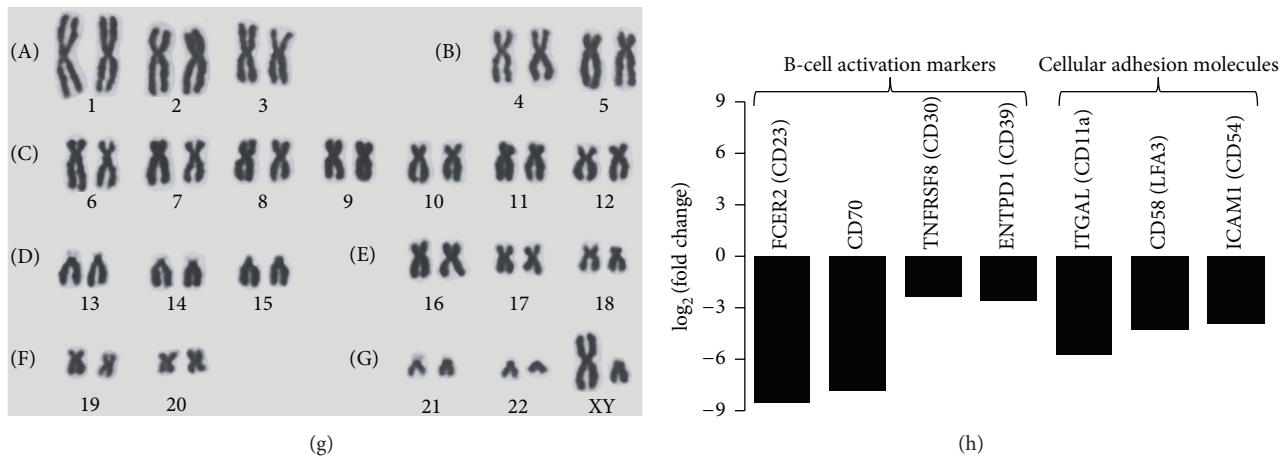 (A)
1
2
3
(B)
4
5
(C)
6
7
8
9
10
11
12
(D)
13
14
15
(E)
16
17
18
(F)
19
20
(G)
21
22
XY
(g)
B-cell activation markers
Cellular adhesion molecules
log2 (fold change)
9
6
3
0
−3
−6
−9
FCER2 (CD23)
CD70
TNFRSF8 (CD30)
ENTPD1 (CD39)
ITGAL (CD11a)
CD58 (LFA3)
ICAM1 (CD54)
(h)